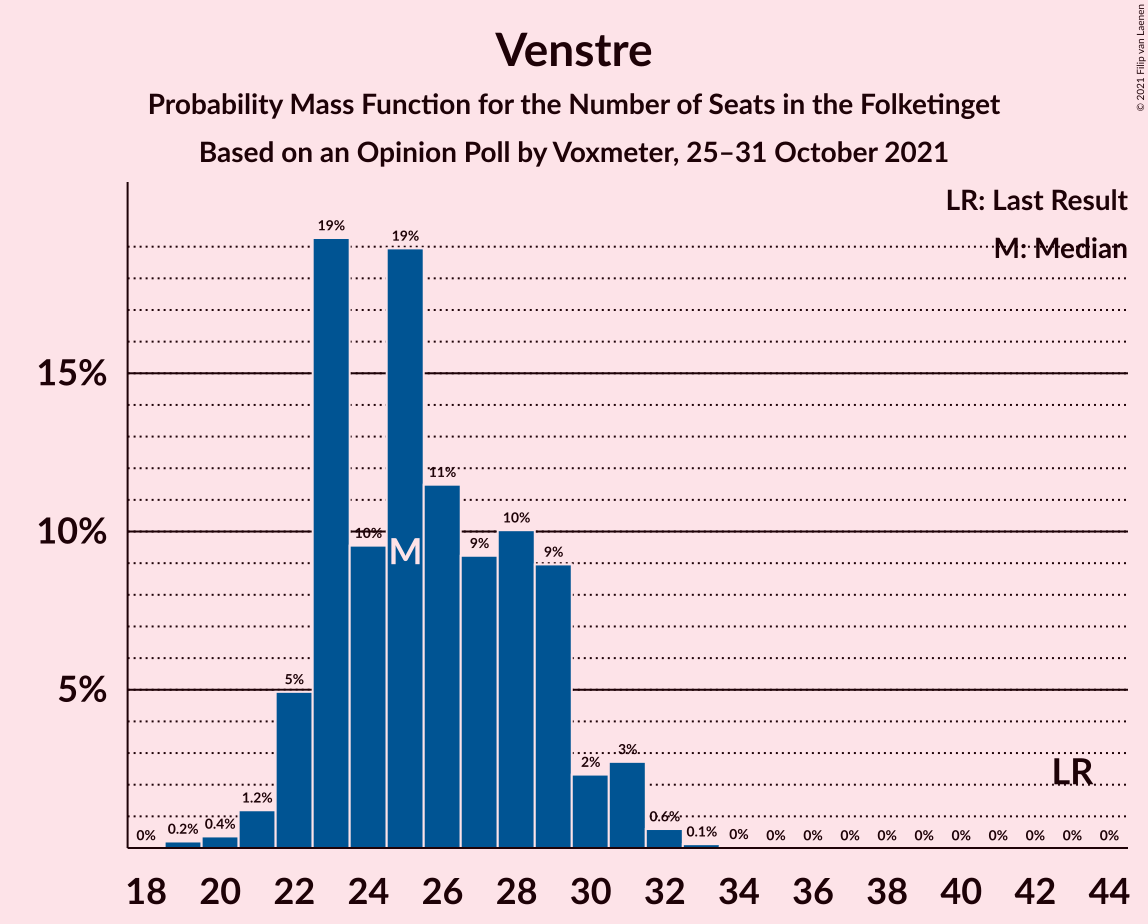 Venstre
Probability Mass Function for the Number of Seats in the Folketinget
Based on an Opinion Poll by Voxmeter, 25–31 October 2021
© 2021 Filip van Laenen
LR: Last Result
M: Median
15%
10%
5%
0% 0.2% 0.4% 1.2% 5% 19% 10% 19% 11% 9% 10% 9% 2% 3% 0.6% 0.1% 0% 0% 0% 0% 0% 0% 0% 0% 0% 0% 0%
M
LR
18 20 22 24 26 28 30 32 34 36 38 40 42 44